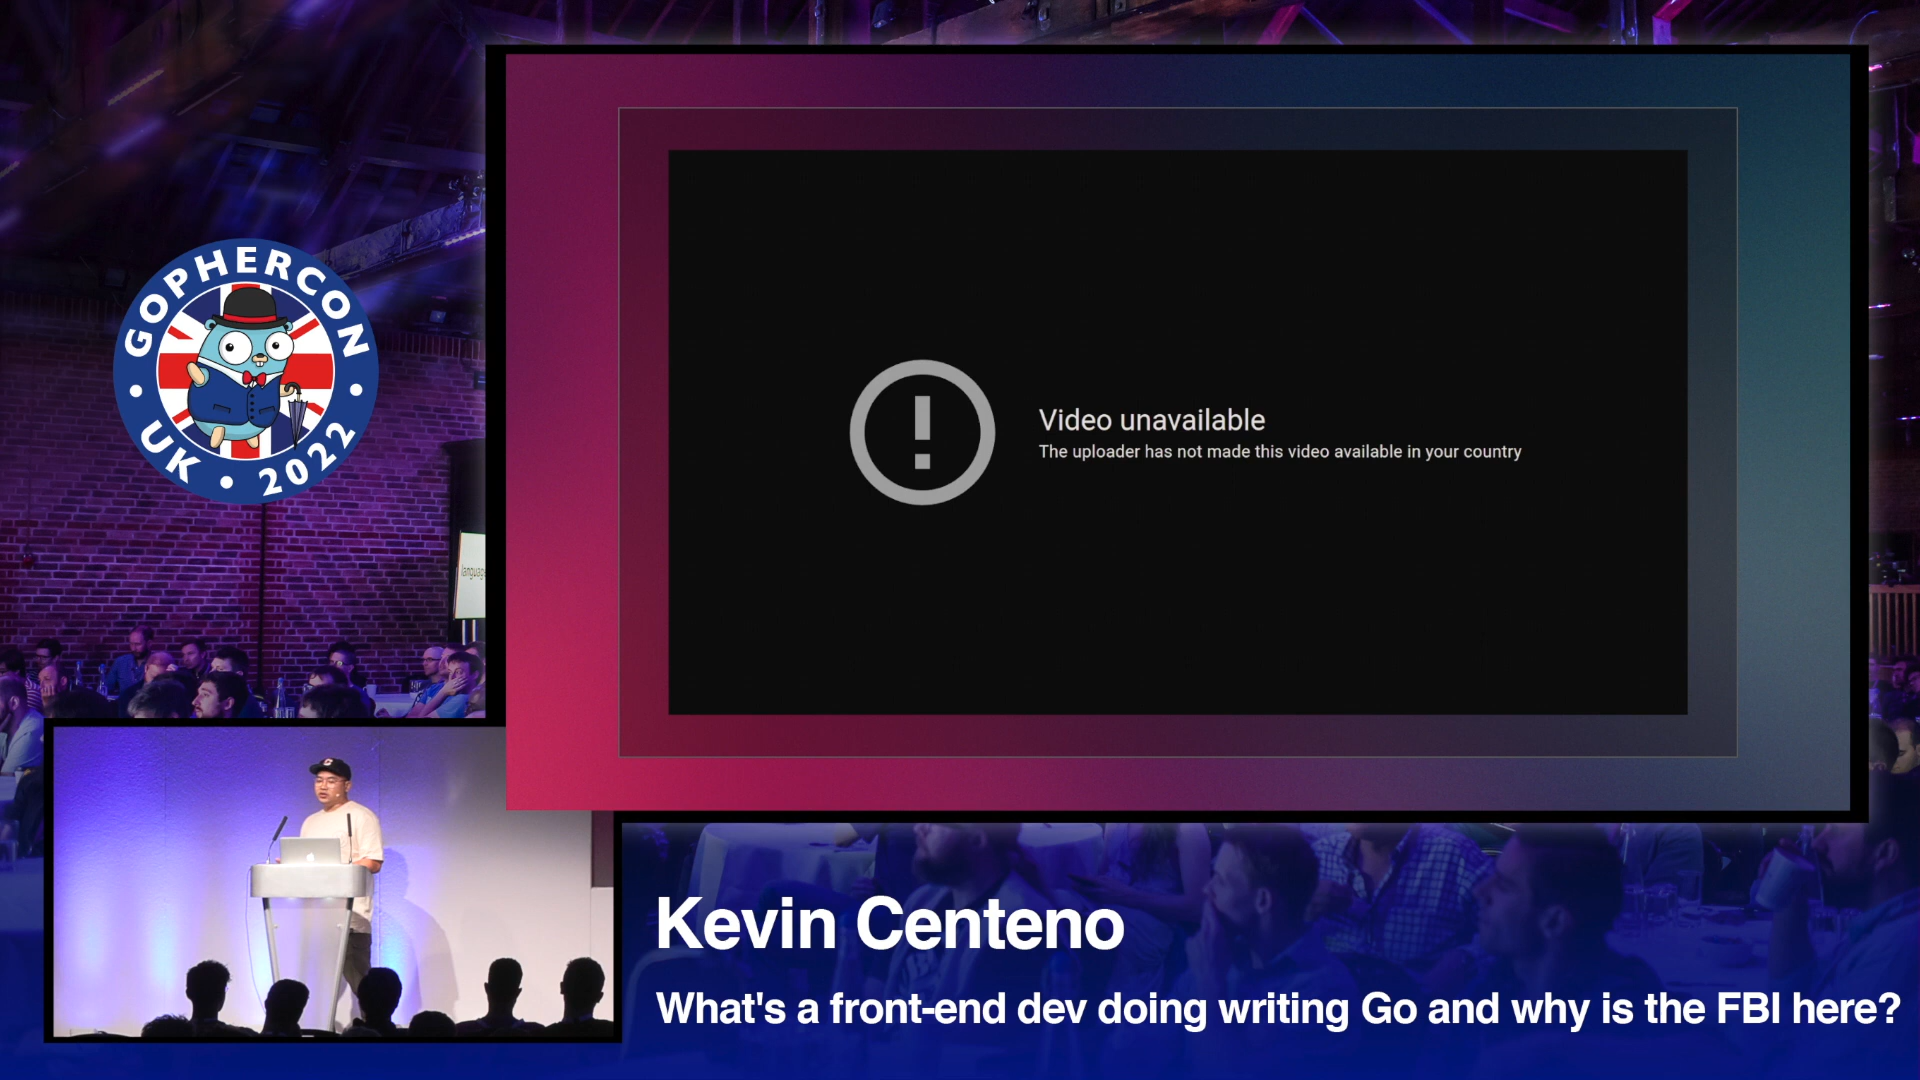 GOPHERCON
UK • 2022
Video unavailable
The uploader has not made this video available in your country
language
Kevin Centeno
What's a front-end dev doing writing Go and why is the FBI here?